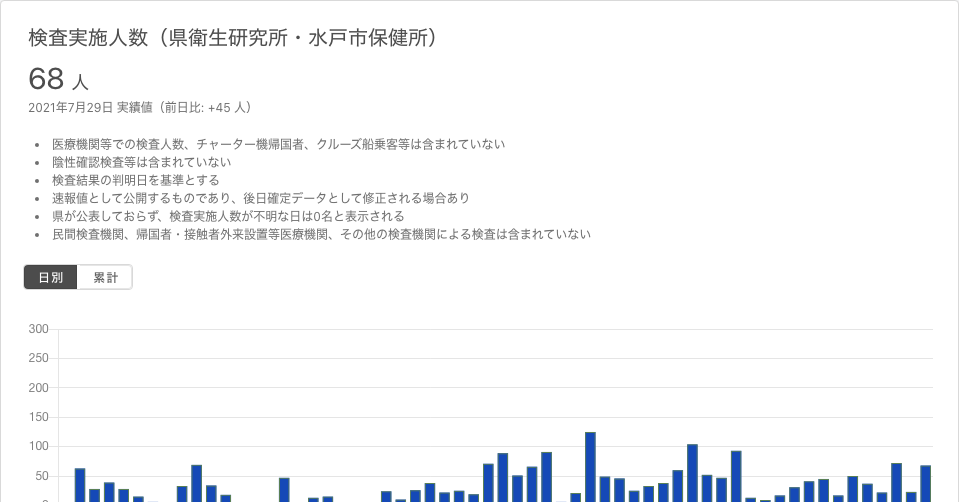 検査実施人数（県衛生研究所・水戸市保健所）
68 人
2021年7月29日 実績値（前日比: +45 人）
• 医療機関等での検査人数、チャーター機帰国者、クルーズ船乗客等は含まれていない
• 陰性確認検査等は含まれていない
• 検査結果の判明日を基準とする
• 速報値として公開するものであり、後日確定データとして修正される場合あり
• 県が公表しておらず、検査実施人数が不明な日は0名と表示される
• 民間検査機関、帰国者・接触者外来設置等医療機関、その他の検査機関による検査は含まれていない
日別 累計
300
250
200
150
100
50